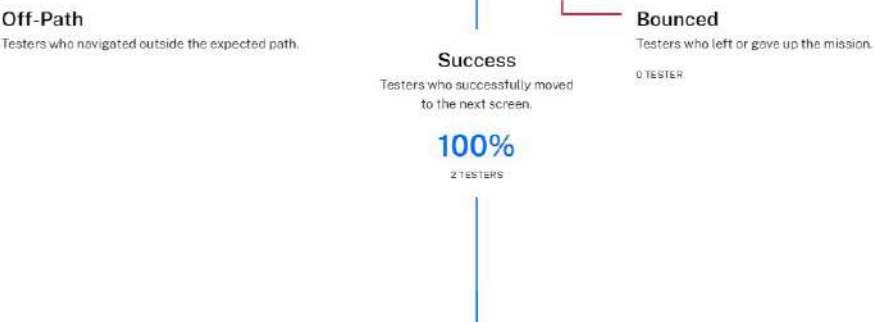 Off-Path
Testers who navigated outside the expected path.
Success
Testers who successfully moved
to the next screen.
100%
2 TESTERS
Bounced
Testers who left or gave up the mission.
0 TESTER